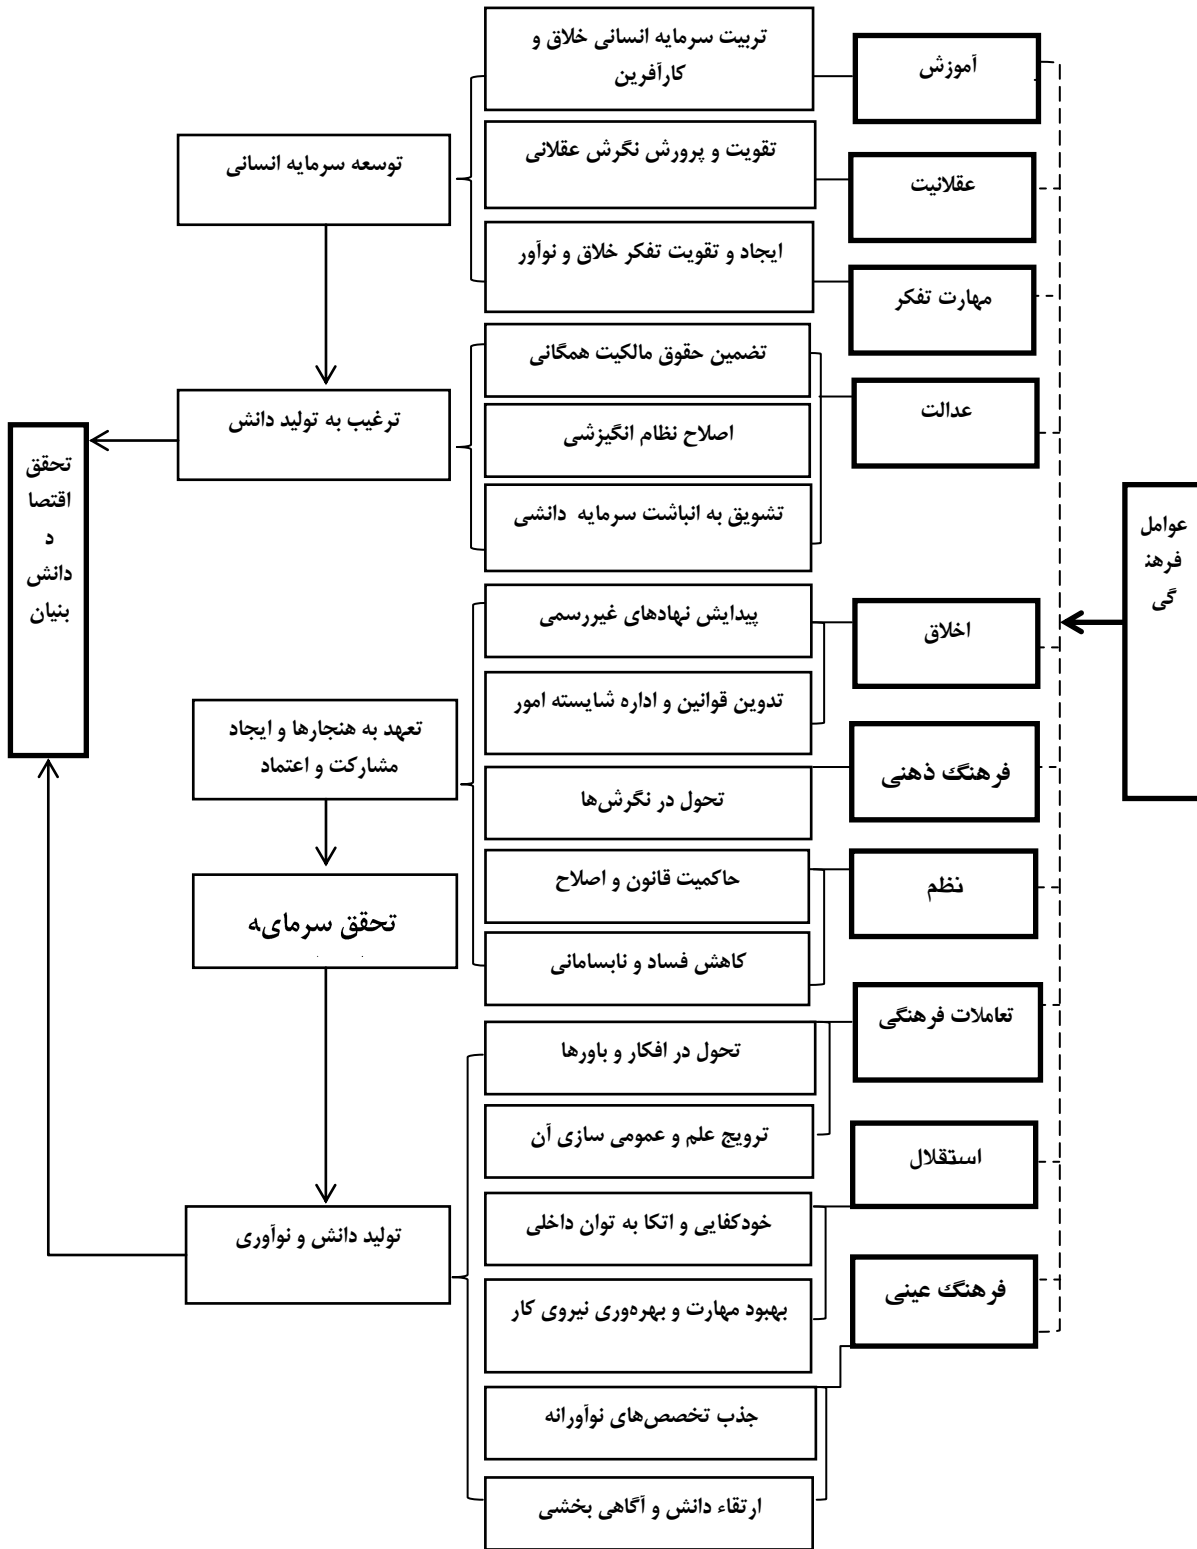 عوامل
فرهن
گی
آموزش
عقلانیت
مهارت تفکر
عدالت
اخلاق
فرهنگ ذهنی
نظم
تعاملات فرهنگی
استقلال
فرهنگ عینی
تربیت سرمایه انسانی خلاق و
کارآفرین
تقویت و پرورش نگرش عقلانی
ایجاد و تقویت تفکر خلاق و نوآور
تضمین حقوق مالکیت همگانی
اصلاح نظام انگیزشی
تشویق به انباشت سرمایه دانشی
پیدایش نهادهای غیررسمی
تدوین قوانین و اداره شایسته امور
تحول در نگرش‌ها
حاکمیت قانون و اصلاح
کاهش فساد و نابسامانی
تحول در افکار و باورها
ترویج علم و عمومی سازی آن
خودکفایی و اتکا به توان داخلی
بهبود مهارت و بهره‌وری نیروی کار
جذب تخصص‌های نوآورانه
ارتقاء دانش و آگاهی بخشی
توسعه سرمایه انسانی
ترغیب به تولید دانش
تعهد به هنجارها و ایجاد
مشارکت و اعتماد
تحقق سرمایه
تولید دانش و نوآوری
تحقق
اقتصا
د
دانش
بنیان